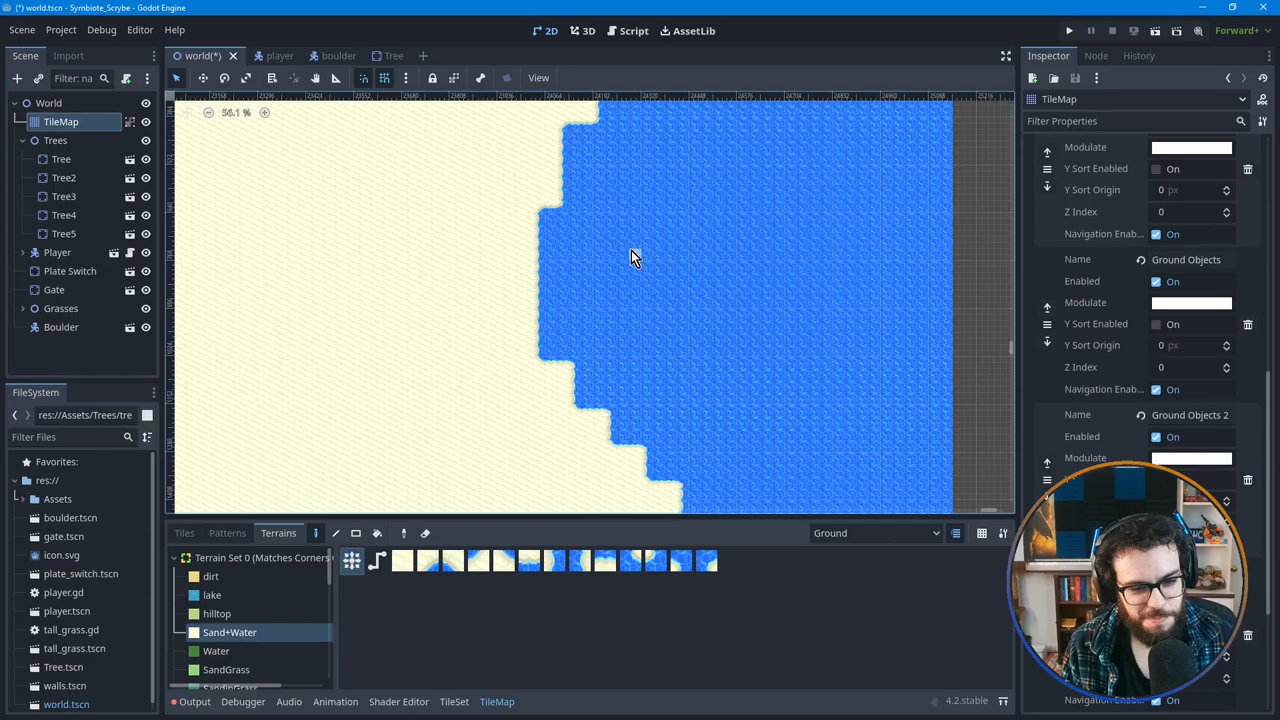 (*) world.tscn - Symbiote_Scrybe - Godot Engine
Scene Project Debug Editor Help
2D 3D Script AssetLib
Forward+
Scene Import
world(*) player boulder Tree
Inspector Node History
Filter: na
View
TileMap
Filter Properties
56.1 %
World
TileMap
Trees
Tree
Tree2
Tree3
Tree4
Tree5
Player
Plate Switch
Gate
Grasses
Boulder
Modulate
Y Sort Enabled On
Y Sort Origin 0 px
Z Index 0
Navigation Enab... On
Name Ground Objects
Enabled On
Modulate
Y Sort Enabled On
Y Sort Origin 0 px
Z Index 0
Navigation Enab... On
Name Ground Objects 2
Enabled On
Modulate
Navigation Enab... On
FileSystem
res://Assets/Trees/tre
Filter Files
Favorites:
res://
Assets
boulder.tscn
gate.tscn
icon.svg
plate_switch.tscn
player.gd
player.tscn
tall_grass.gd
tall_grass.tscn
Tree.tscn
walls.tscn
world.tscn
Tiles Patterns Terrains
Ground
Terrain Set 0 (Matches Corners
dirt
lake
hilltop
Sand+Water
Water
SandGrass
Output Debugger Audio Animation Shader Editor TileSet TileMap
4.2.stable